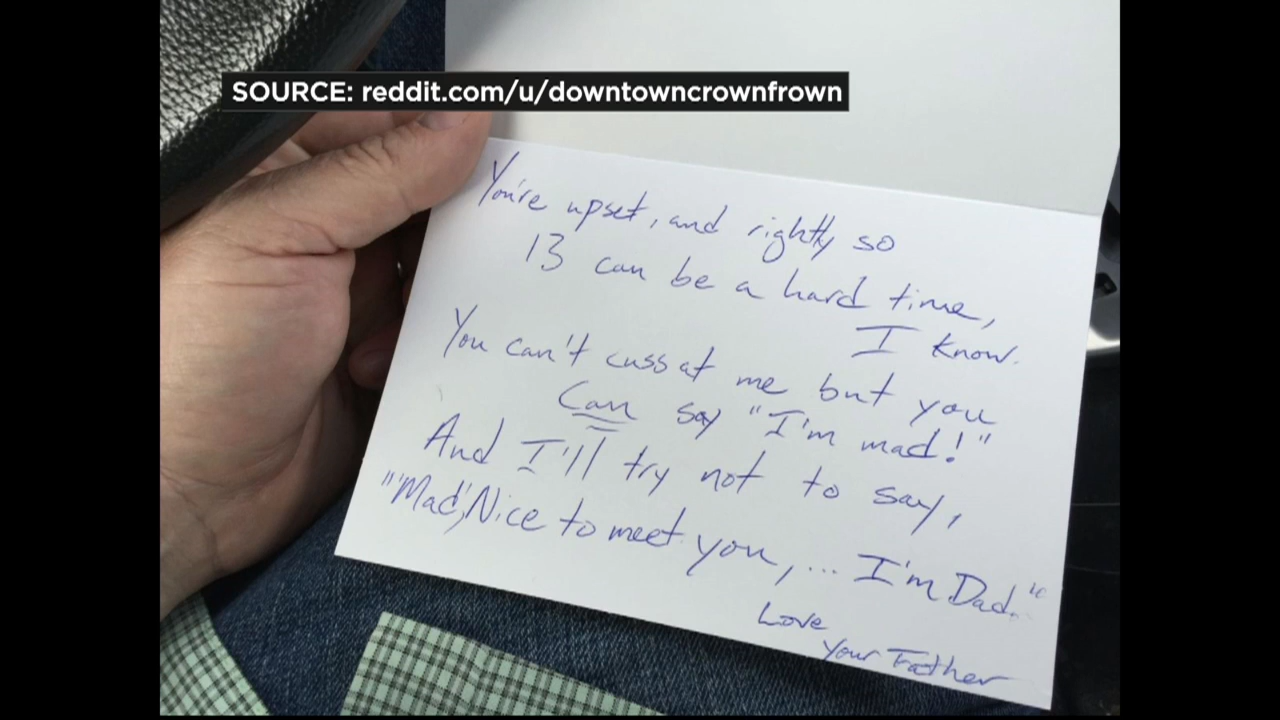 SOURCE: reddit.com/u/downtowncrownfrown
You're upset, and rightly so
13 can be a hard time,
I know.
You can't cuss at me but you
Can say "I'm mad!"
And I'll try not to say,
"'Mad', Nice to meet you, ... I'm Dad."
Love
Your Father